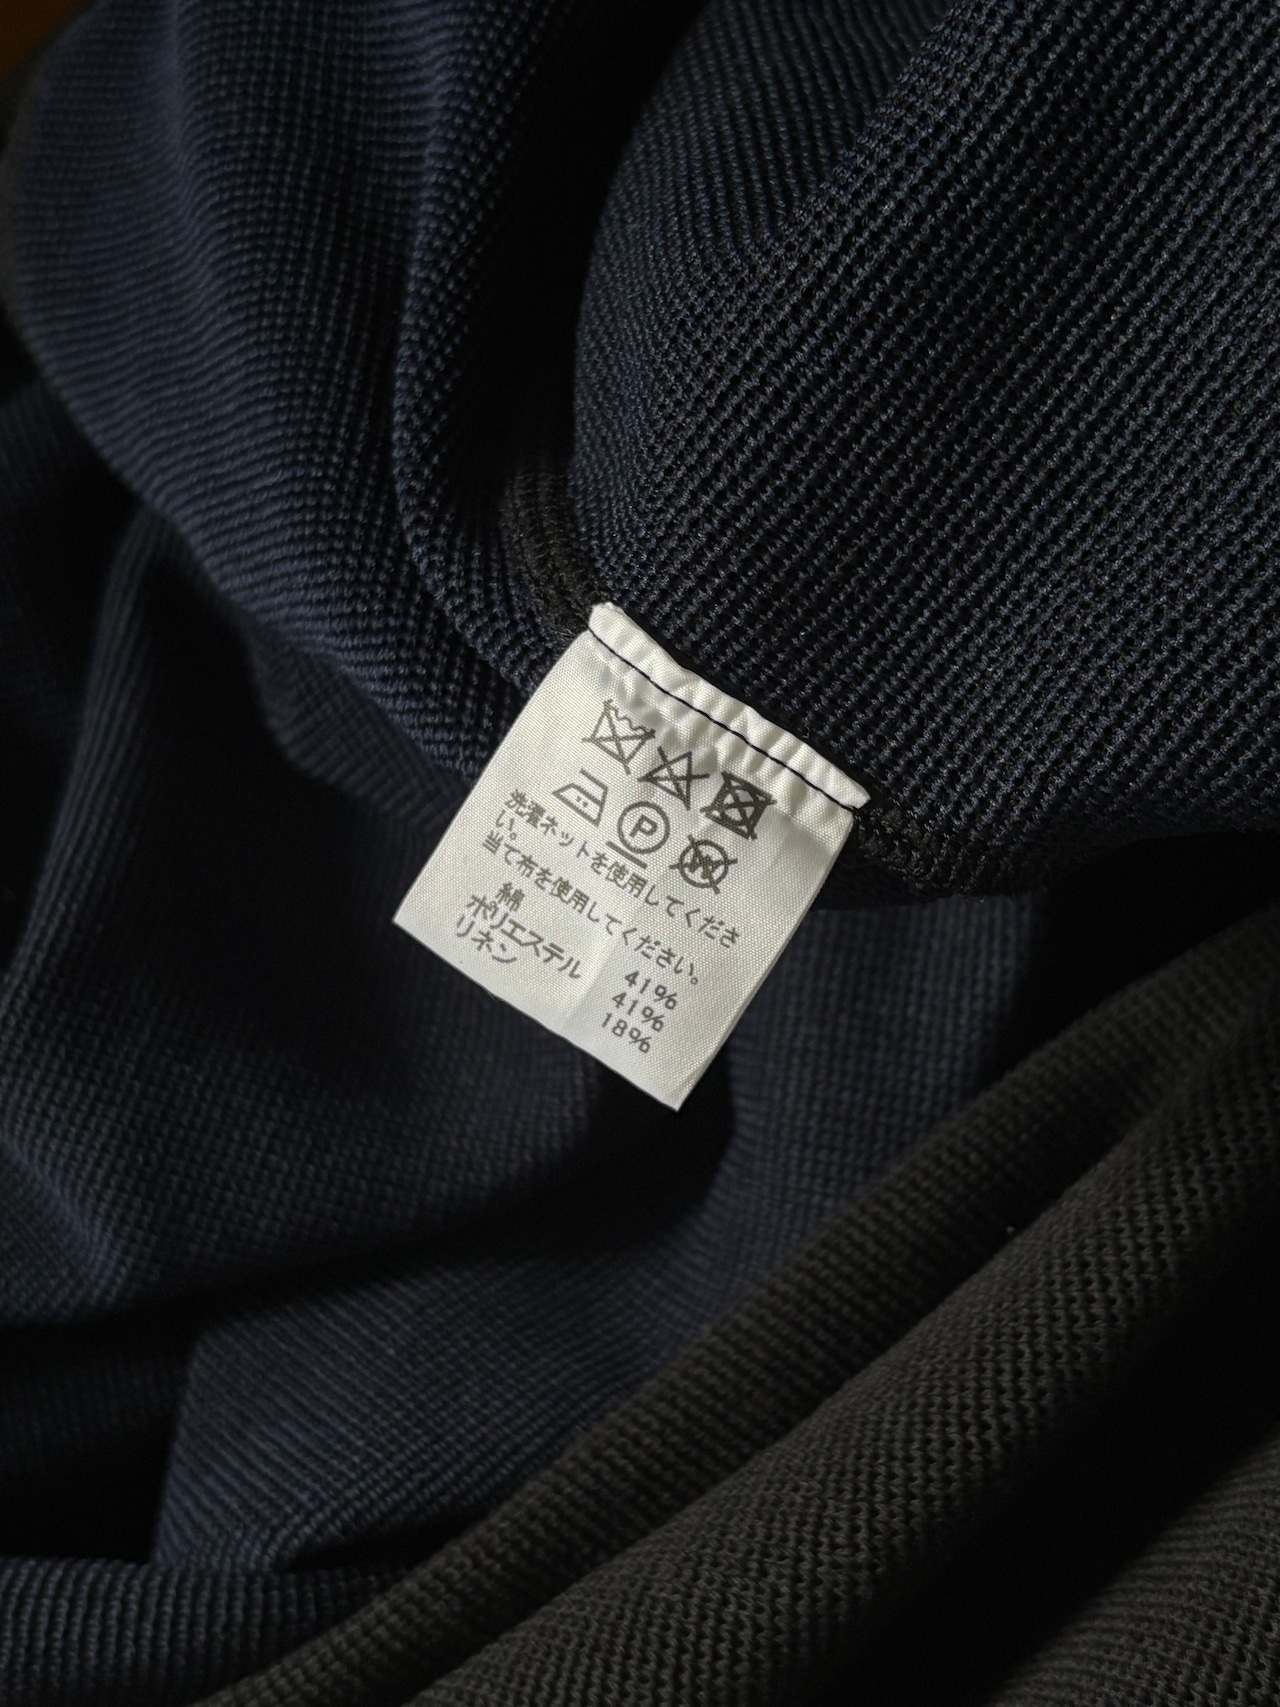 P
W
洗濯ネットを使用してくださ
い。
当て布を使用してください。
綿 41%
ポリエステル 41%
リネン 18%